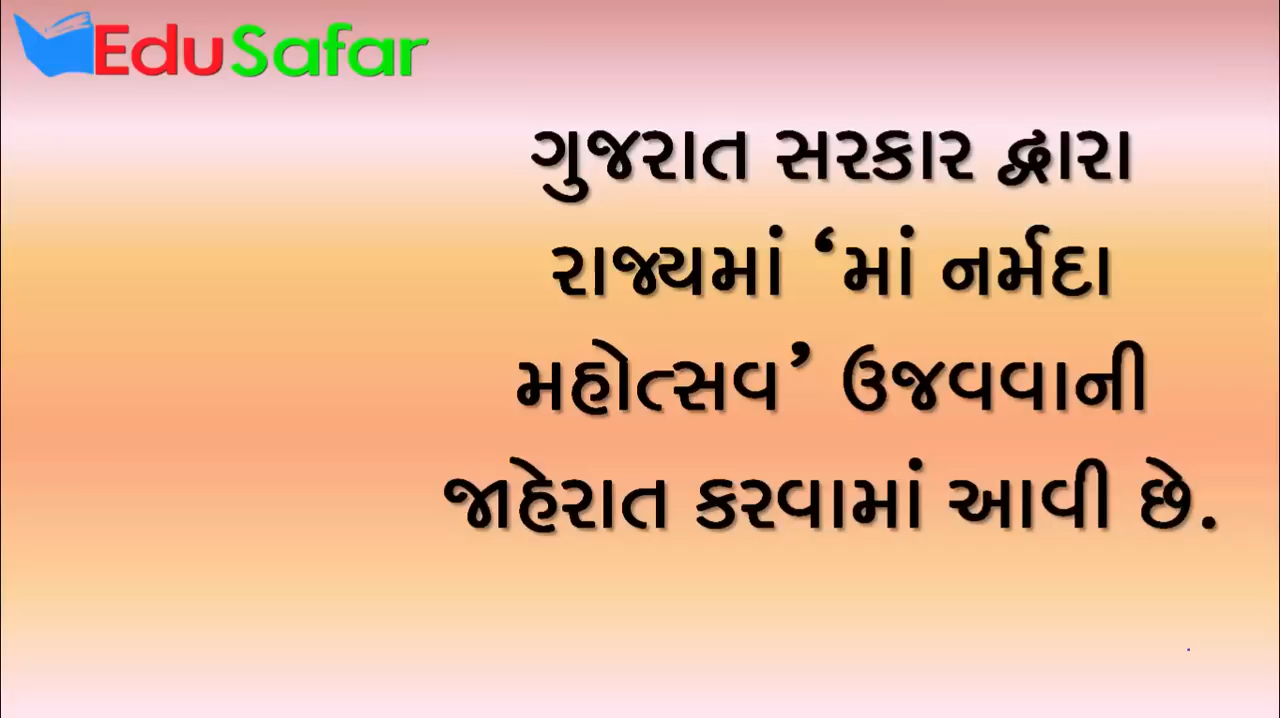 EduSafar
ગુજરાત સરકાર દ્વારા
રાજ્યમાં ‘માં નર્મદા
મહોત્સવ’ ઉજવવાની
જાહેરાત કરવામાં આવી છે.